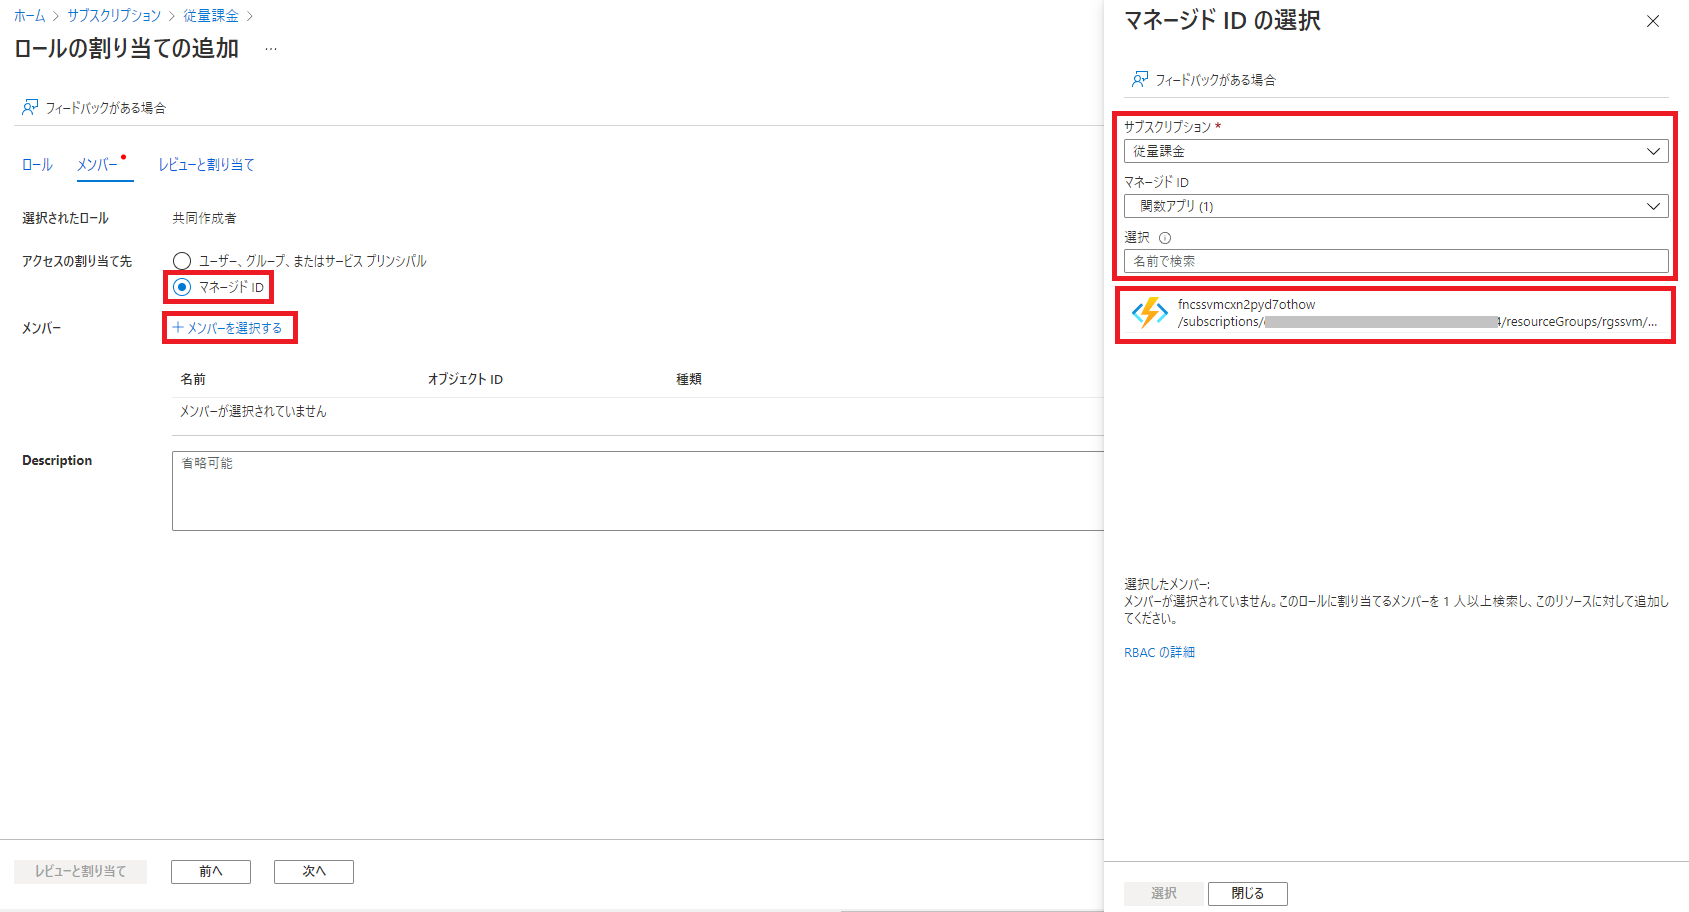 ホーム > サブスクリプション > 従量課金 >
ロールの割り当ての追加 …
フィードバックがある場合
ロール メンバー レビューと割り当て
選択されたロール 共同作成者
アクセスの割り当て先 ユーザー、グループ、またはサービス プリンシパル
マネージド ID
メンバー +メンバーを選択する
名前 オブジェクト ID 種類
メンバーが選択されていません
Description 省略可能
レビューと割り当て 前へ 次へ
マネージド ID の選択
フィードバックがある場合
サブスクリプション *
従量課金
マネージド ID
関数アプリ (1)
選択
名前で検索
fncssvmcxn2pyd7othow
/subscriptions/ 4/resourceGroups/rgssvm/...
選択したメンバー:
メンバーが選択されていません。このロールに割り当てるメンバーを 1 人以上検索し、このリソースに対して追加し
てください。
RBAC の詳細
選択 閉じる